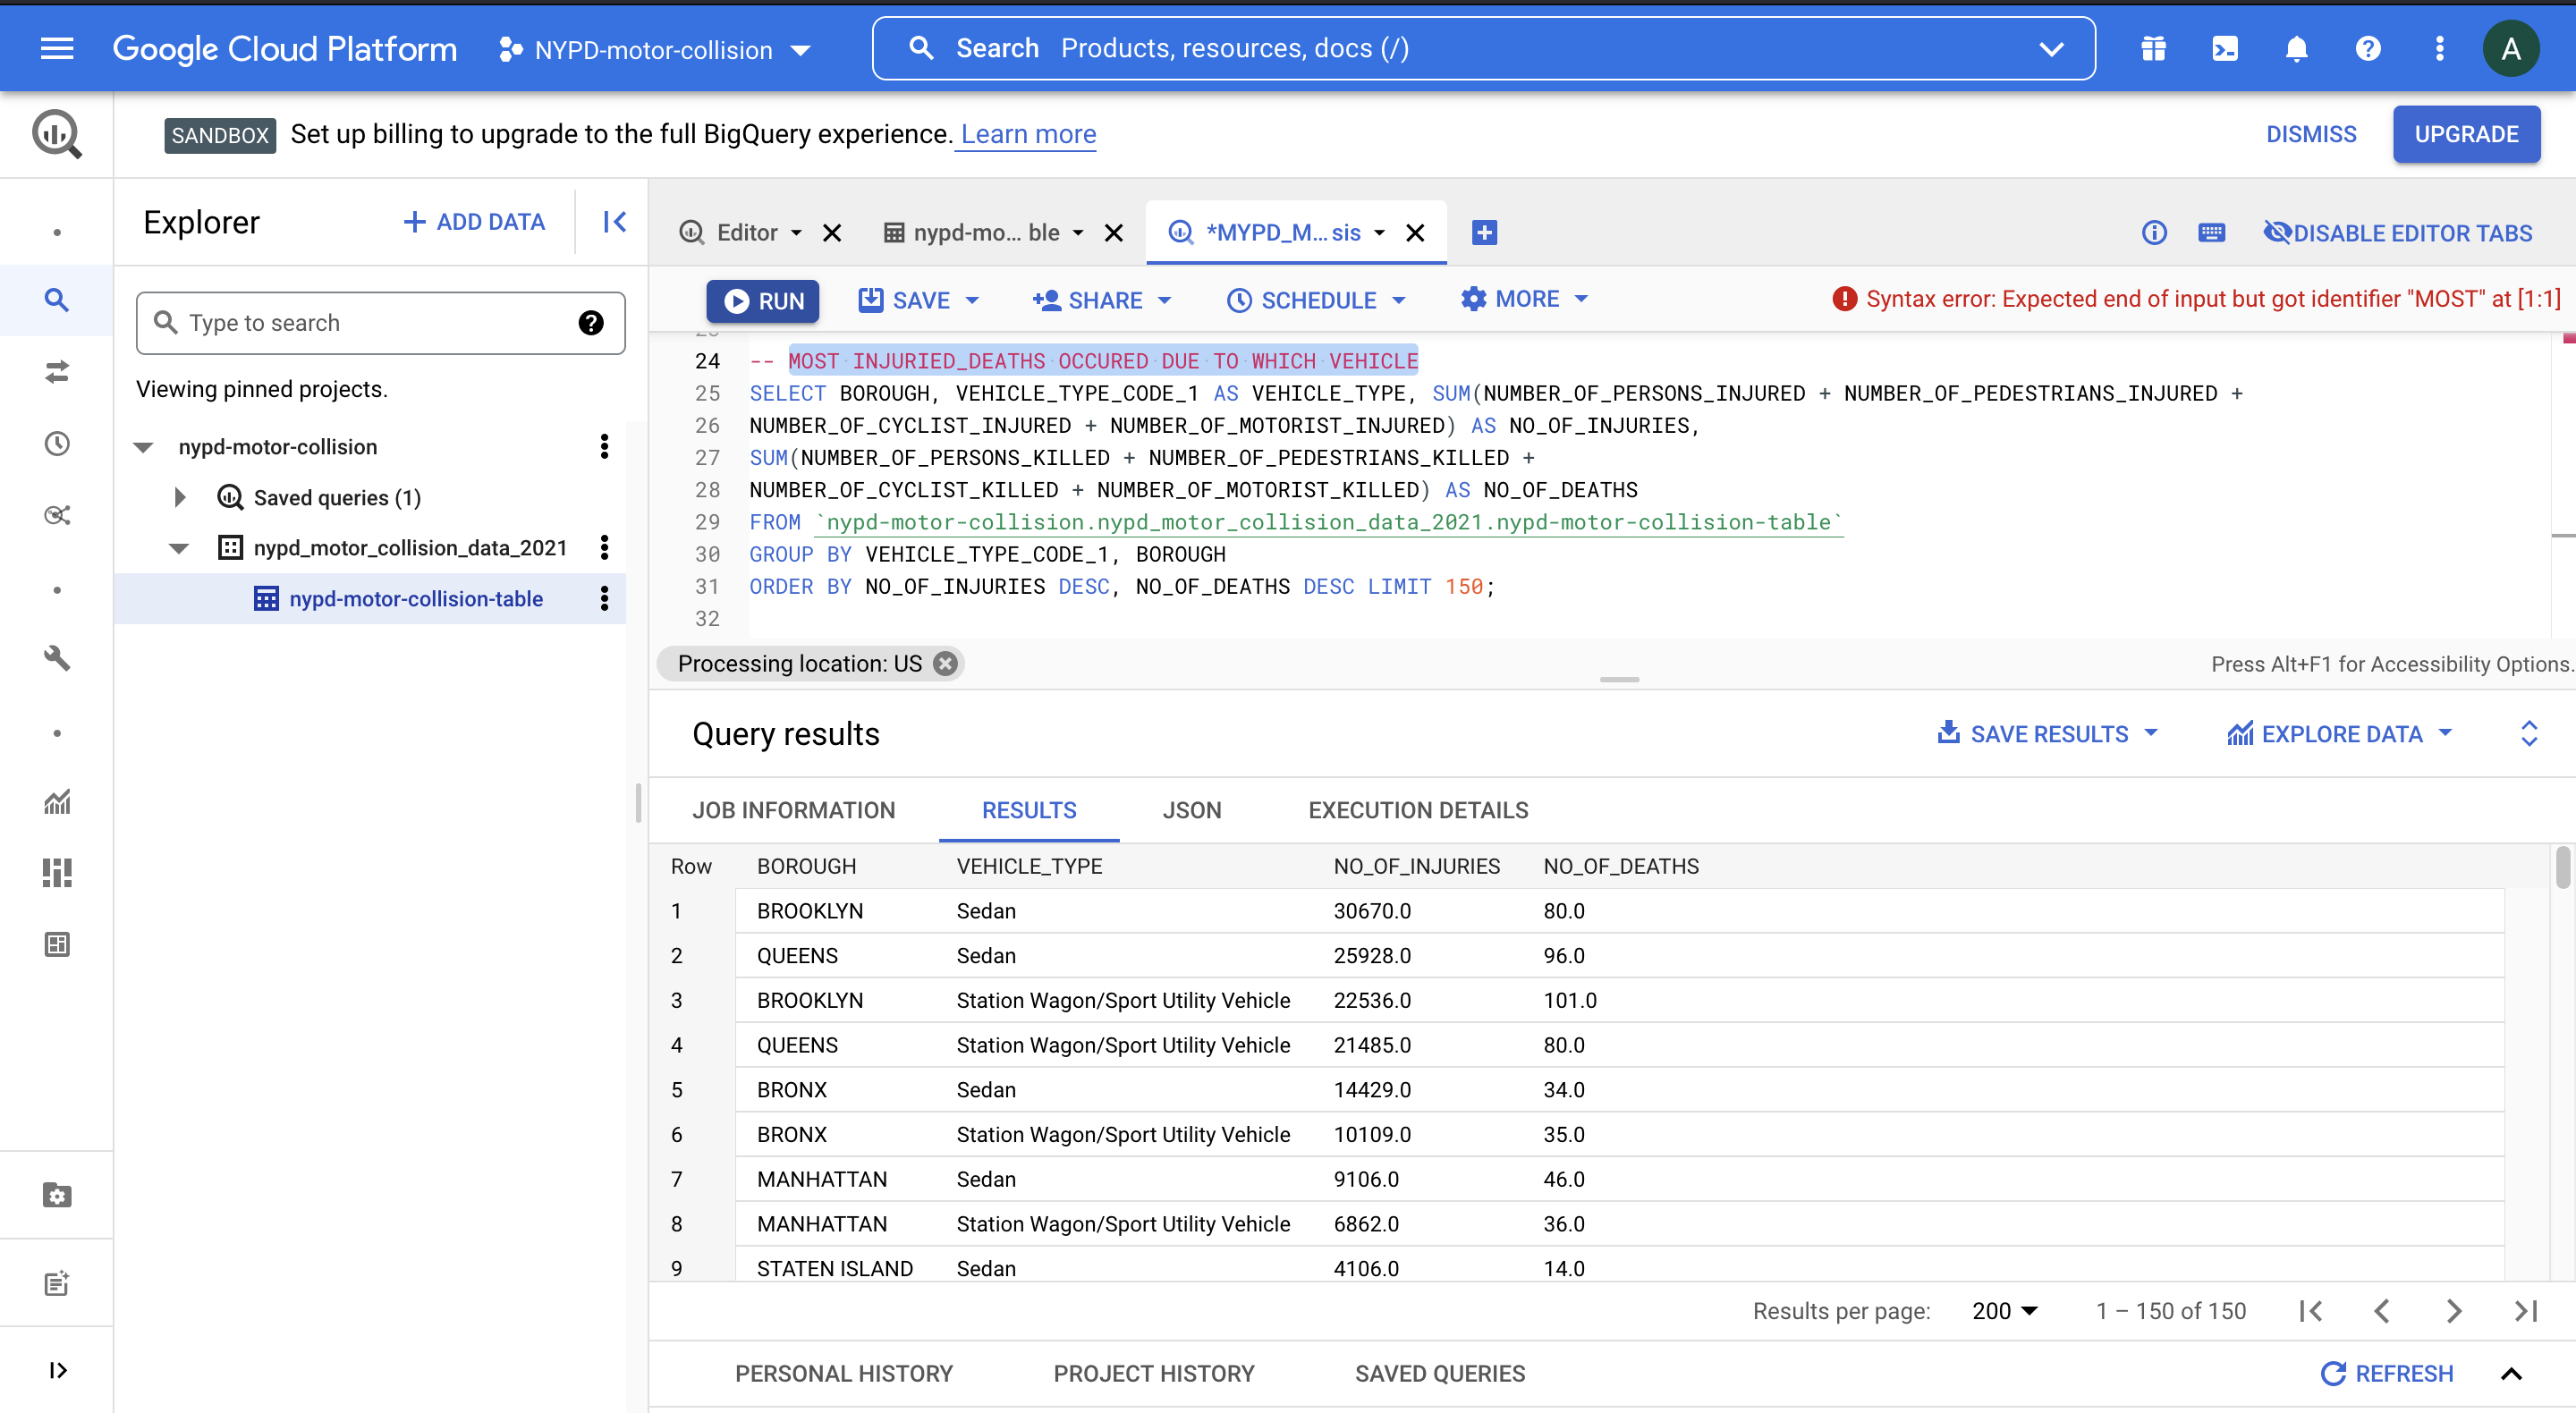 Google Cloud Platform NYPD-motor-collision Search Products, resources, docs (/) A
SANDBOX Set up billing to upgrade to the full BigQuery experience. Learn more DISMISS UPGRADE
Explorer + ADD DATA
Type to search
Viewing pinned projects.
nypd-motor-collision
Saved queries (1)
nypd_motor_collision_data_2021
nypd-motor-collision-table
Editor nypd-mo... ble *MYPD_M...sis DISABLE EDITOR TABS
RUN SAVE SHARE SCHEDULE MORE Syntax error: Expected end of input but got identifier "MOST" at [1:1]
24 -- MOST INJURIED_DEATHS OCCURED DUE TO WHICH VEHICLE
25 SELECT BOROUGH, VEHICLE_TYPE_CODE_1 AS VEHICLE_TYPE, SUM(NUMBER_OF_PERSONS_INJURED + NUMBER_OF_PEDESTRIANS_INJURED +
26 NUMBER_OF_CYCLIST_INJURED + NUMBER_OF_MOTORIST_INJURED) AS NO_OF_INJURIES,
27 SUM(NUMBER_OF_PERSONS_KILLED + NUMBER_OF_PEDESTRIANS_KILLED +
28 NUMBER_OF_CYCLIST_KILLED + NUMBER_OF_MOTORIST_KILLED) AS NO_OF_DEATHS
29 FROM `nypd-motor-collision.nypd_motor_collision_data_2021.nypd-motor-collision-table`
30 GROUP BY VEHICLE_TYPE_CODE_1, BOROUGH
31 ORDER BY NO_OF_INJURIES DESC, NO_OF_DEATHS DESC LIMIT 150;
32
Processing location: US Press Alt+F1 for Accessibility Options.
Query results SAVE RESULTS EXPLORE DATA
JOB INFORMATION RESULTS JSON EXECUTION DETAILS
Row BOROUGH VEHICLE_TYPE NO_OF_INJURIES NO_OF_DEATHS
1 BROOKLYN Sedan 30670.0 80.0
2 QUEENS Sedan 25928.0 96.0
3 BROOKLYN Station Wagon/Sport Utility Vehicle 22536.0 101.0
4 QUEENS Station Wagon/Sport Utility Vehicle 21485.0 80.0
5 BRONX Sedan 14429.0 34.0
6 BRONX Station Wagon/Sport Utility Vehicle 10109.0 35.0
7 MANHATTAN Sedan 9106.0 46.0
8 MANHATTAN Station Wagon/Sport Utility Vehicle 6862.0 36.0
9 STATEN ISLAND Sedan 4106.0 14.0
Results per page: 200 1 – 150 of 150
PERSONAL HISTORY PROJECT HISTORY SAVED QUERIES REFRESH